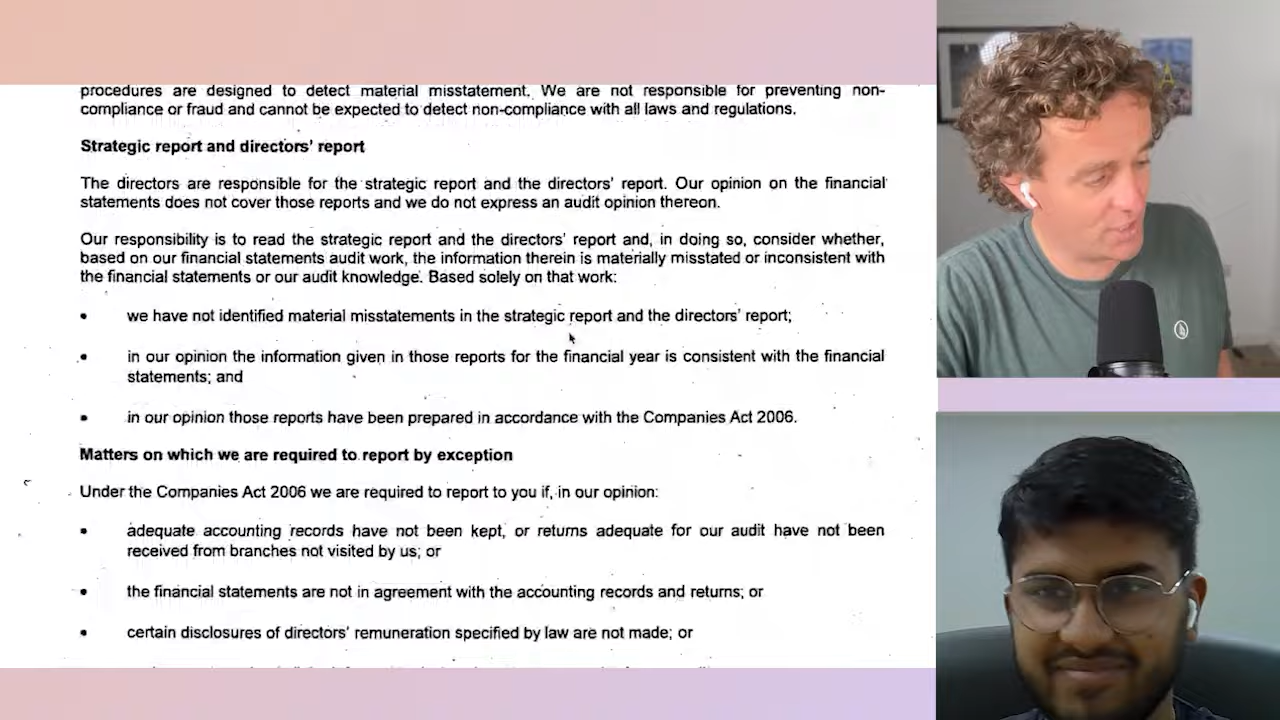 procedures are designed to detect material misstatement. We are not responsible for preventing non-
compliance or fraud and cannot be expected to detect non-compliance with all laws and regulations.
Strategic report and directors' report
The directors are responsible for the strategic report and the directors' report. Our opinion on the financial
statements does not cover those reports and we do not express an audit opinion thereon.
Our responsibility is to read the strategic report and the directors' report and, in doing so, consider whether,
based on our financial statements audit work, the information therein is materially misstated or inconsistent with
the financial statements or our audit knowledge. Based solely on that work:
• we have not identified material misstatements in the strategic report and the directors' report;
• in our opinion the information given in those reports for the financial year is consistent with the financial
statements; and
• in our opinion those reports have been prepared in accordance with the Companies Act 2006.
Matters on which we are required to report by exception
Under the Companies Act 2006 we are required to report to you if, in our opinion:
• adequate accounting records have not been kept, or returns adequate for our audit have not been
received from branches not visited by us; or
• the financial statements are not in agreement with the accounting records and returns; or
• certain disclosures of directors' remuneration specified by law are not made; or